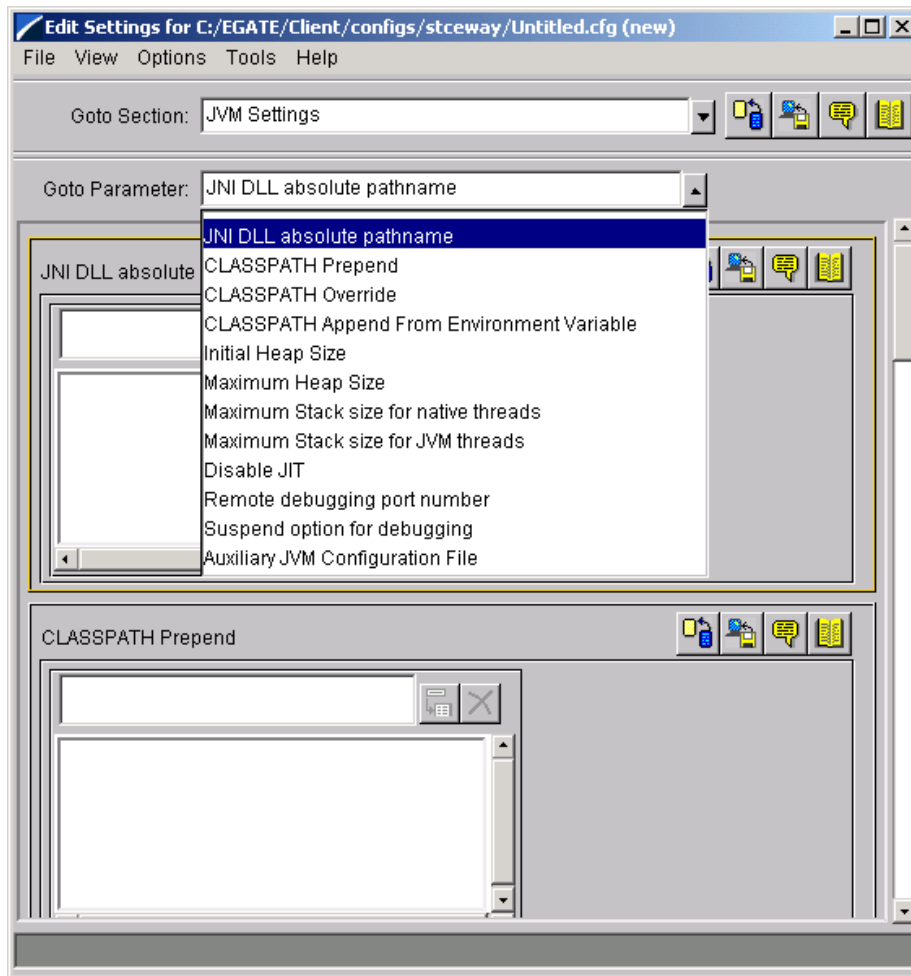 Edit Settings for C:/EGATE/Client/configs/stceway/Untitled.cfg (new)
File View Options Tools Help
Goto Section: JVM Settings
Goto Parameter: JNI DLL absolute pathname
JNI DLL absolute pathname
JNI DLL absolute
CLASSPATH Prepend
CLASSPATH Override
CLASSPATH Append From Environment Variable
Initial Heap Size
Maximum Heap Size
Maximum Stack size for native threads
Maximum Stack size for JVM threads
Disable JIT
Remote debugging port number
Suspend option for debugging
Auxiliary JVM Configuration File
CLASSPATH Prepend